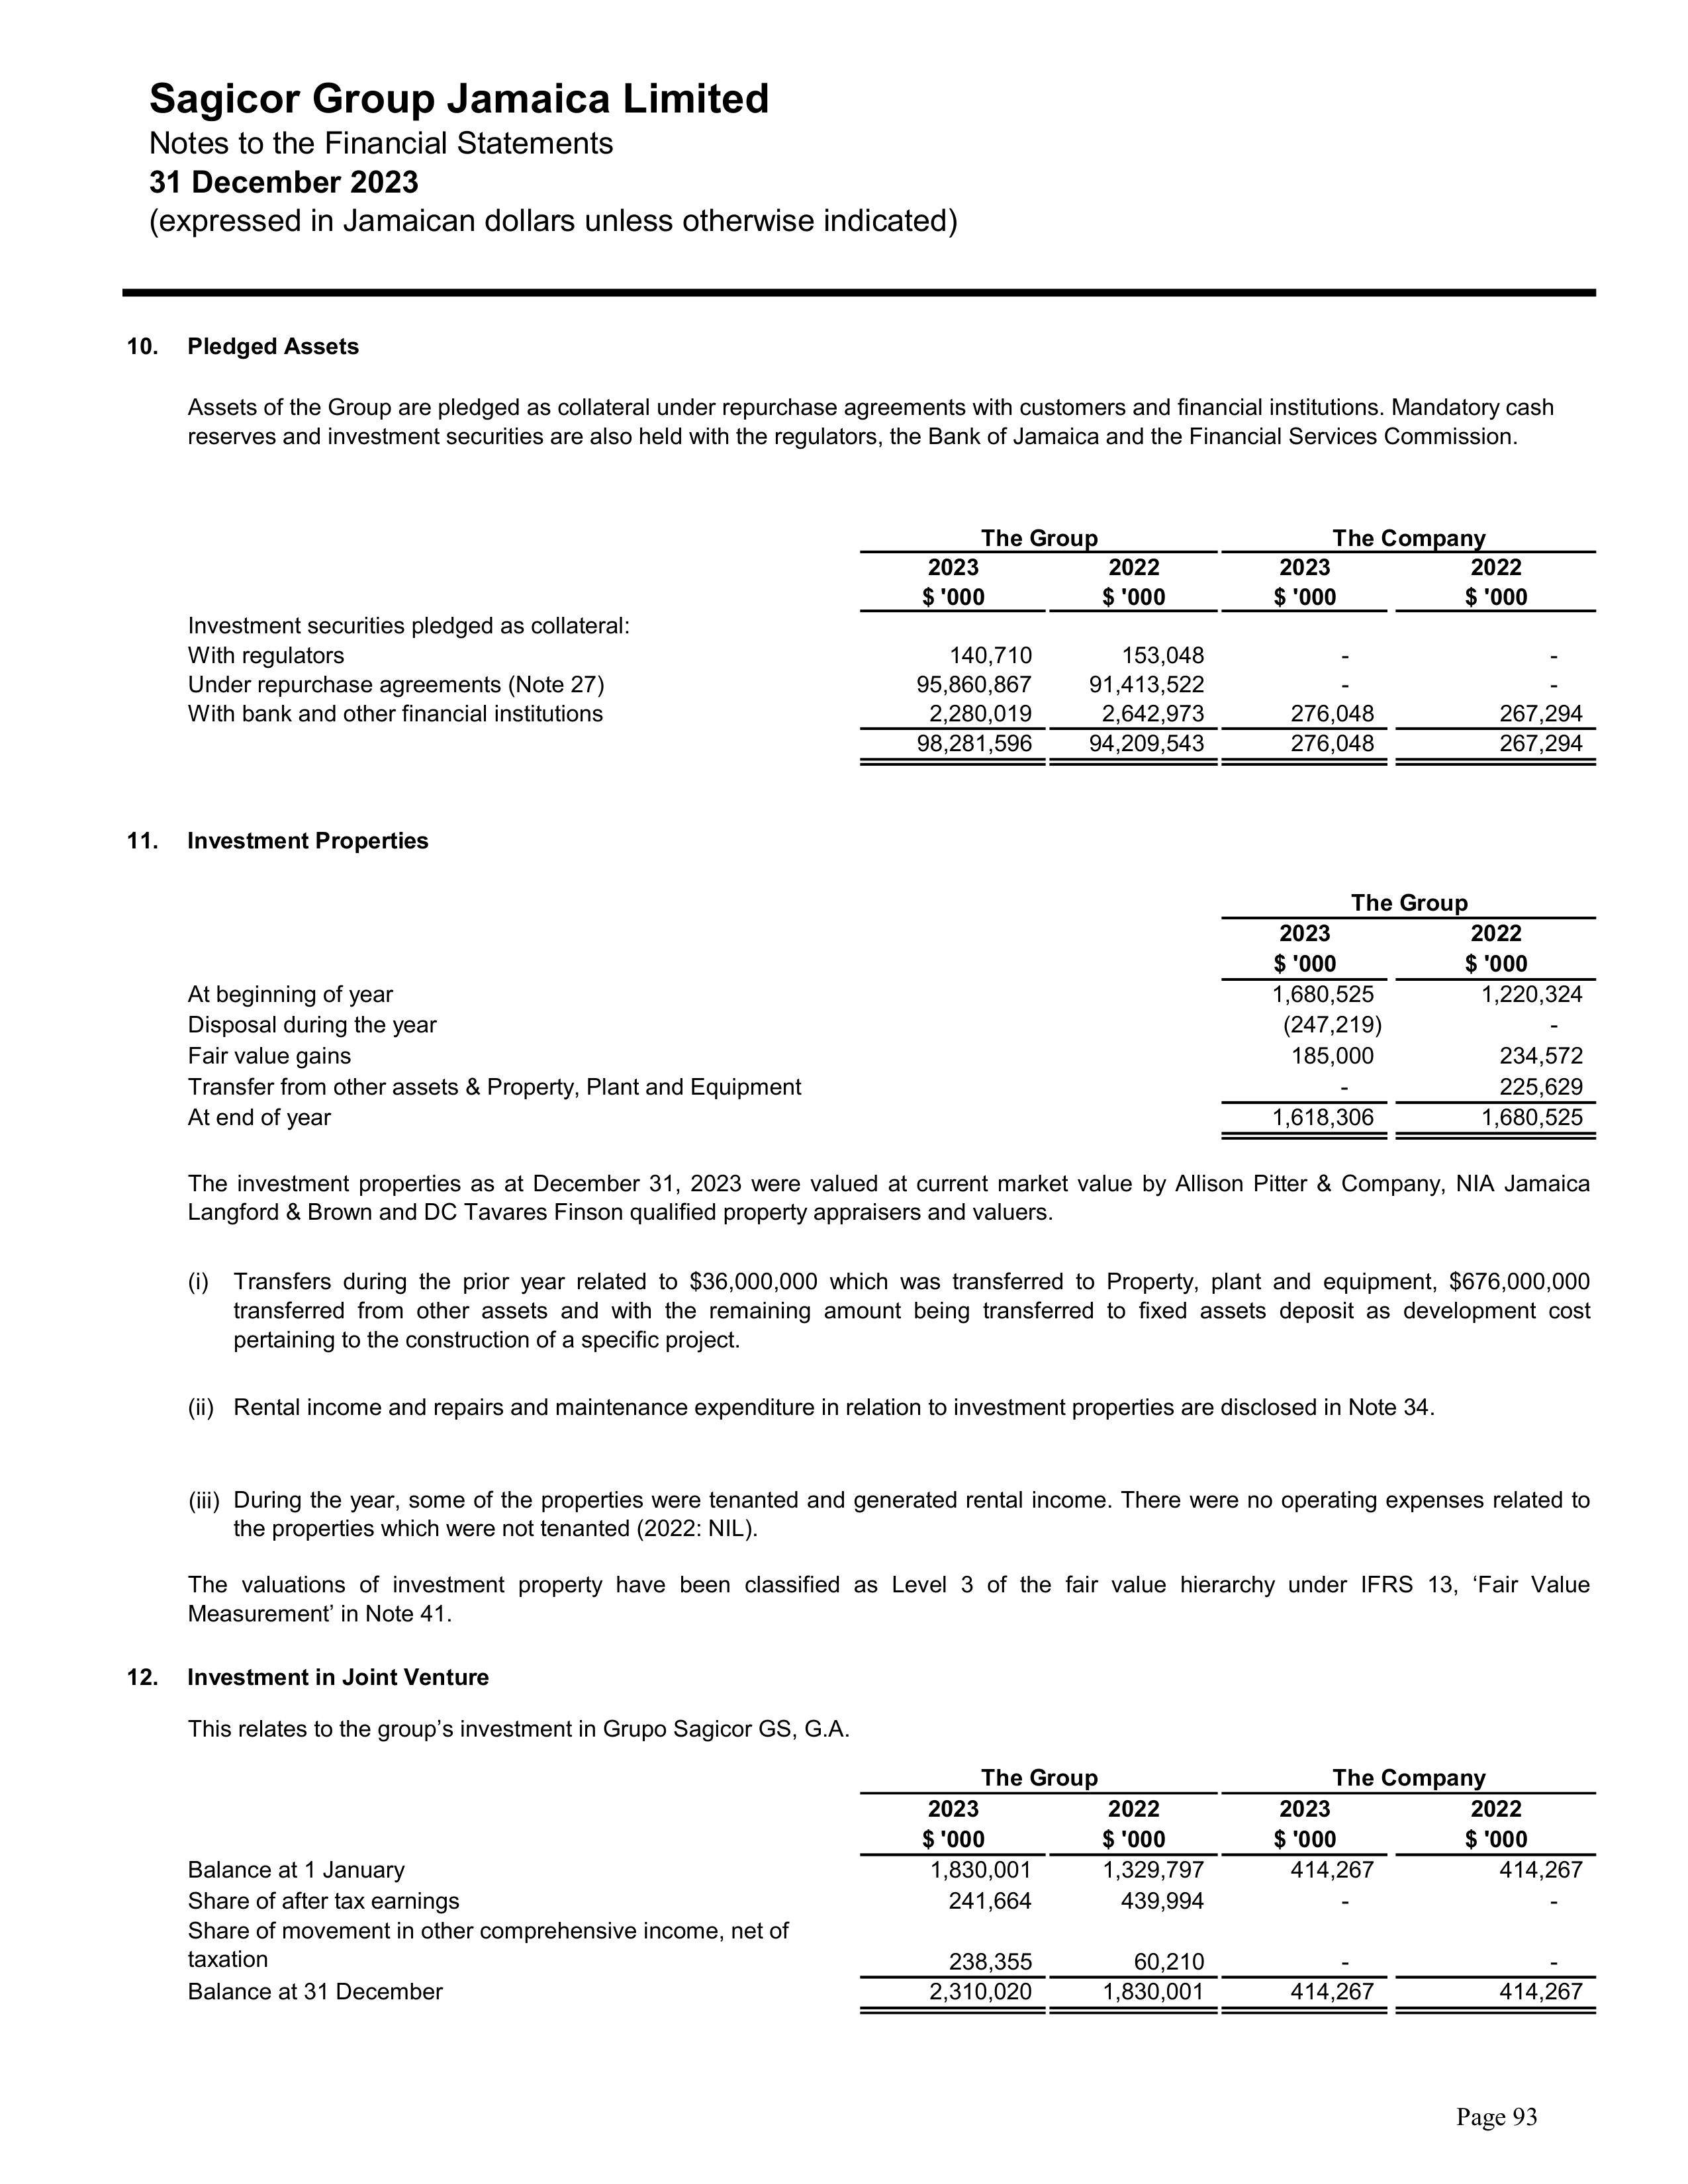 Sagicor Group Jamaica Limited
Notes to the Financial Statements
31 December 2023
(expressed in Jamaican dollars unless otherwise indicated)
10. Pledged Assets
Assets of the Group are pledged as collateral under repurchase agreements with customers and financial institutions. Mandatory cash
reserves and investment securities are also held with the regulators, the Bank of Jamaica and the Financial Services Commission.
The Group The Company
2023 2022 2023 2022
$ '000 $ '000 $ '000 $ '000
Investment securities pledged as collateral:
With regulators 140,710 153,048 - -
Under repurchase agreements (Note 27) 95,860,867 91,413,522 - -
With bank and other financial institutions 2,280,019 2,642,973 276,048 267,294
98,281,596 94,209,543 276,048 267,294
11. Investment Properties
The Group
2023 2022
$ '000 $ '000
At beginning of year 1,680,525 1,220,324
Disposal during the year (247,219) -
Fair value gains 185,000 234,572
Transfer from other assets & Property, Plant and Equipment - 225,629
At end of year 1,618,306 1,680,525
The investment properties as at December 31, 2023 were valued at current market value by Allison Pitter & Company, NIA Jamaica
Langford & Brown and DC Tavares Finson qualified property appraisers and valuers.
(i) Transfers during the prior year related to $36,000,000 which was transferred to Property, plant and equipment, $676,000,000
transferred from other assets and with the remaining amount being transferred to fixed assets deposit as development cost
pertaining to the construction of a specific project.
(ii) Rental income and repairs and maintenance expenditure in relation to investment properties are disclosed in Note 34.
(iii) During the year, some of the properties were tenanted and generated rental income. There were no operating expenses related to
the properties which were not tenanted (2022: NIL).
The valuations of investment property have been classified as Level 3 of the fair value hierarchy under IFRS 13, ‘Fair Value
Measurement’ in Note 41.
12. Investment in Joint Venture
This relates to the group’s investment in Grupo Sagicor GS, G.A.
The Group The Company
2023 2022 2023 2022
$ '000 $ '000 $ '000 $ '000
Balance at 1 January 1,830,001 1,329,797 414,267 414,267
Share of after tax earnings 241,664 439,994 - -
Share of movement in other comprehensive income, net of
taxation 238,355 60,210 - -
Balance at 31 December 2,310,020 1,830,001 414,267 414,267
Page 93